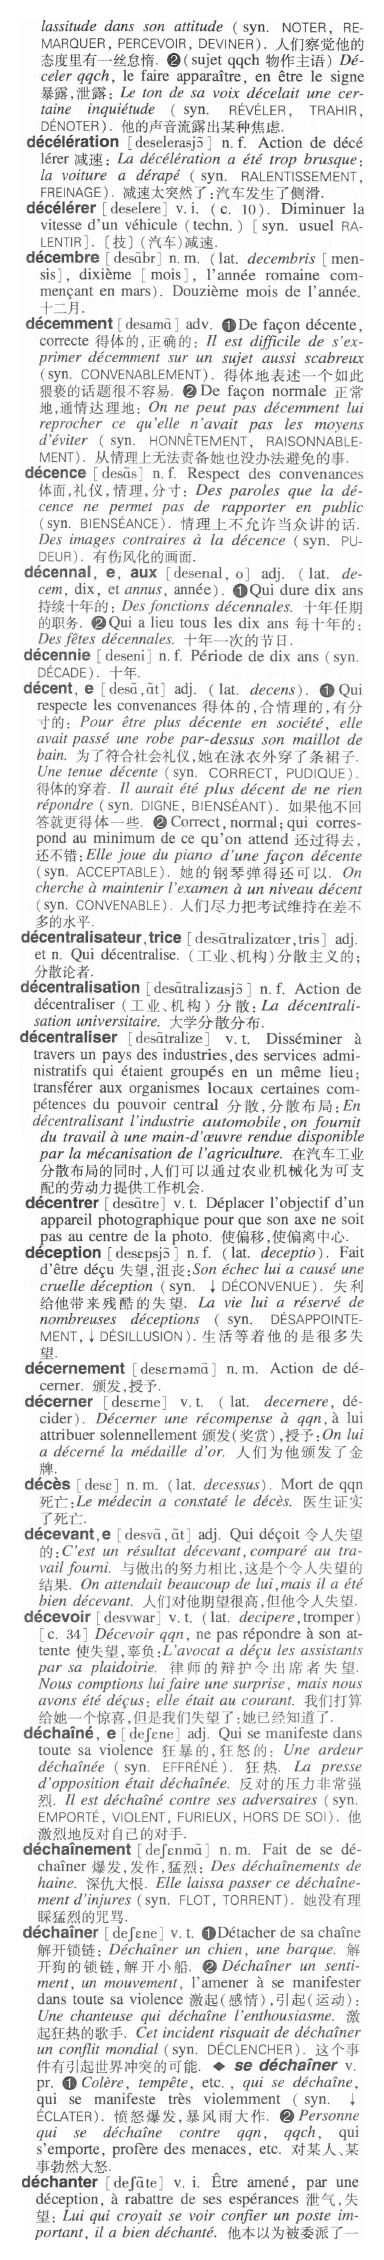 lassitude dans son attitude ( syn. NOTER, RE-
MARQUER, PERCEVOIR, DEVINER). 人们察觉他的
态度里有一丝怠惰. ❷(sujet qqch 物作主语) Dé-
celer qqch, le faire apparaître, en être le signe
暴露,泄露: Le ton de sa voix décelait une cer-
taine inquiétude ( syn. RÉVÉLER, TRAHIR,
DÉNOTER). 他的声音流露出某种焦虑.
décélération [deselerasjɔ̃] n. f. Action de décé
lérer 减速: La décélération a été trop brusque;
la voiture a dérapé ( syn. RALENTISSEMENT,
FREINAGE). 减速太突然了;汽车发生了侧滑.
décélérer [deselere] v. i. ( c. 10). Diminuer la
vitesse d'un véhicule (techn.) [syn. usuel RA-
LENTIR]. 〔技〕(汽车)减速.
décembre [desɑ̃br] n. m. (lat. decembris [men-
sis], dixième [mois], l'année romaine com-
mençant en mars). Douzième mois de l'année.
十二月.
décemment [desamɑ̃] adv. ❶De façon décente,
correcte 得体的,正确的: Il est difficile de s'ex-
primer décemment sur un sujet aussi scabreux
(syn. CONVENABLEMENT). 得体地表述一个如此
猥亵的话题很不容易. ❷De façon normale 正常
地,通情达理地: On ne peut pas décemment lui
reprocher ce qu'elle n'avait pas les moyens
d'éviter ( syn. HONNÊTEMENT, RAISONNABLE-
MENT). 从情理上无法责备她也没办法避免的事.
décence [desɑ̃s] n. f. Respect des convenances
体面,礼仪,情理,分寸: Des paroles que la dé-
cence ne permet pas de rapporter en public
(syn. BIENSÉANCE). 情理上不允许当众讲的话.
Des images contraires à la décence (syn. PU-
DEUR). 有伤风化的画面.
décennal, e, aux [desenal, o] adj. ( lat. de-
cem, dix, et annus, année). ❶Qui dure dix ans
持续十年的: Des fonctions décennales. 十年任期
的职务. ❷Qui a lieu tous les dix ans 每十年的:
Des fêtes décennales. 十年一次的节日.
décennie [deseni] n. f. Période de dix ans (syn.
DÉCADE). 十年.
décent, e [desɑ̃,ɑ̃t] adj. (lat. decens). ❶Qui
respecte les convenances 得体的,合情理的,有分
寸的: Pour être plus décente en société, elle
avait passé une robe par-dessus son maillot de
bain. 为了符合社会礼仪,她在泳衣外穿了条裙子.
Une tenue décente (syn. CORRECT, PUDIQUE).
得体的穿着. Il aurait été plus décent de ne rien
répondre (syn. DIGNE, BIENSÉANT). 如果他不回
答就更得体一些. ❷Correct, normal; qui corres-
pond au minimum de ce qu'on attend 还过得去,
还不错: Elle joue du piano d'une façon décente
(syn. ACCEPTABLE). 她的钢琴弹得还可以. On
cherche à maintenir l'examen à un niveau décent
(syn. CONVENABLE). 人们尽力把考试维持在差不
多的水平.
décentralisateur,trice [desɑ̃tralizatœr,tris] adj.
et n. Qui décentralise. (工业、机构)分散主义的;
分散论者.
décentralisation [desɑ̃tralizasjɔ̃] n. f. Action de
décentraliser (工业、机构) 分散: La décentrali-
sation universitaire. 大学分散分布.
décentraliser [desɑ̃tralize] v. t. Disséminer à
travers un pays des industries,des services admi-
nistratifs qui étaient groupés en un même lieu;
transférer aux organismes locaux certaines com-
pétences du pouvoir central 分散,分散布局: En
décentralisant l'industrie automobile, on fournit
du travail à une main-d'œuvre rendue disponible
par la mécanisation de l'agriculture. 在汽车工业
分散布局的同时,人们可以通过农业机械化为可支
配的劳动力提供工作机会.
décentrer [desɑ̃tre] v. t. Déplacer l'objectif d'un
appareil photographique pour que son axe ne soit
pas au centre de la photo. 使偏移,使偏离中心.
déception [desɛpsjɔ̃] n. f. (lat. deceptio). Fait
d'être déçu 失望,沮丧:Son échec lui a causé une
cruelle déception (syn. ↓ DÉCONVENUE). 失利
给他带来残酷的失望. La vie lui a réservé de
nombreuses déceptions ( syn. DÉSAPPOINTE-
MENT, ↓ DÉSILLUSION). 生活等着他的是很多失
望.
décernement [desɛrnəmɑ̃] n. m. Action de dé-
cerner. 颁发,授予.
décerner [desɛrne] v. t. ( lat. decernere, dé-
cider). Décerner une récompense à qqn, à lui
attribuer solennellement 颁发(奖赏),授予:On lui
a décerné la médaille d'or. 人们为他颁发了金
牌.
décès [desɛ] n. m. (lat. decessus). Mort de qqn
死亡:Le médecin a constaté le décès. 医生证实
了死亡.
décevant,e [desvɑ̃, ɑ̃t] adj. Qui déçoit 令人失望
的:C'est un résultat décevant,comparé au tra-
vail fourni. 与做出的努力相比,这是个令人失望的
结果. On attendait beaucoup de lui,mais il a été
bien décevant. 人们对他期望很高,但他令人失望.
décevoir [desvwar] v. t. (lat. decipere,tromper)
[c. 34] Décevoir qqn, ne pas répondre à son at-
tente 使失望,辜负:L'avocat a déçu les assistants
par sa plaidoirie. 律师的辩护令出席者失望.
Nous comptions lui faire une surprise, mais nous
avons été déçus; elle était au courant. 我们打算
给她一个惊喜,但是我们失望了:她已经知道了.
déchaîné, e [deʃɛne] adj. Qui se manifeste dans
toute sa violence 狂暴的,狂怒的: Une ardeur
déchaînée ( syn. EFFRÉNÉ). 狂热. La presse
d'opposition était déchaînée. 反对的压力非常强
烈. Il est déchaîné contre ses adversaires (syn.
EMPORTÉ, VIOLENT, FURIEUX, HORS DE SOI). 他
激烈地反对自己的对手.
déchaînement [deʃɛnmɑ̃] n. m. Fait de se dé-
chaîner 爆发,发作,猛烈: Des déchaînements de
haine. 深仇大恨. Elle laissa passer ce déchaîne-
ment d'injures (syn. FLOT, TORRENT). 她没有理
睬猛烈的咒骂.
déchaîner [deʃɛne] v. t. ❶Détacher de sa chaîne
解开锁链: Déchaîner un chien, une barque. 解
开狗的锁链,解开小船. ❷ Déchaîner un senti-
ment, un mouvement, l'amener à se manifester
dans toute sa violence 激起(感情),引起(运动):
Une chanteuse qui déchaîne l'enthousiasme. 激
起狂热的歌手. Cet incident risquait de déchaîner
un conflit mondial (syn. DÉCLENCHER). 这个事
件有引起世界冲突的可能. ◆ se déchaîner v.
pr. ❶ Colère, tempête, etc., qui se déchaîne,
qui se manifeste très violemment ( syn. ↓
ÉCLATER). 愤怒爆发,暴风雨大作. ❷ Personne
qui se déchaîne contre qqn, qqch, qui
s'emporte, profère des menaces, etc. 对某人、某
事勃然大怒.
déchanter [deʃɑ̃te] v. i. Être amené, par une
déception, à rabattre de ses espérances 泄气,失
望: Lui qui croyait se voir confier un poste im-
portant, il a bien déchanté. 他本以为被委派了一